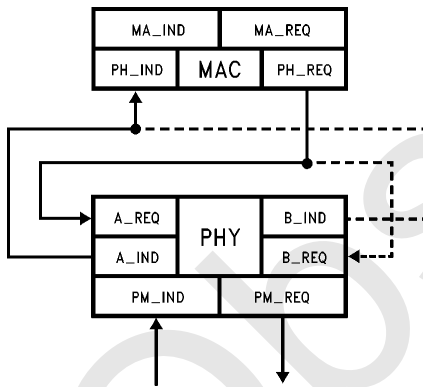 MA_IND MA_REQ
PH_IND MAC PH_REQ
A_REQ PHY B_IND
A_IND B_REQ
PM_IND PM_REQ